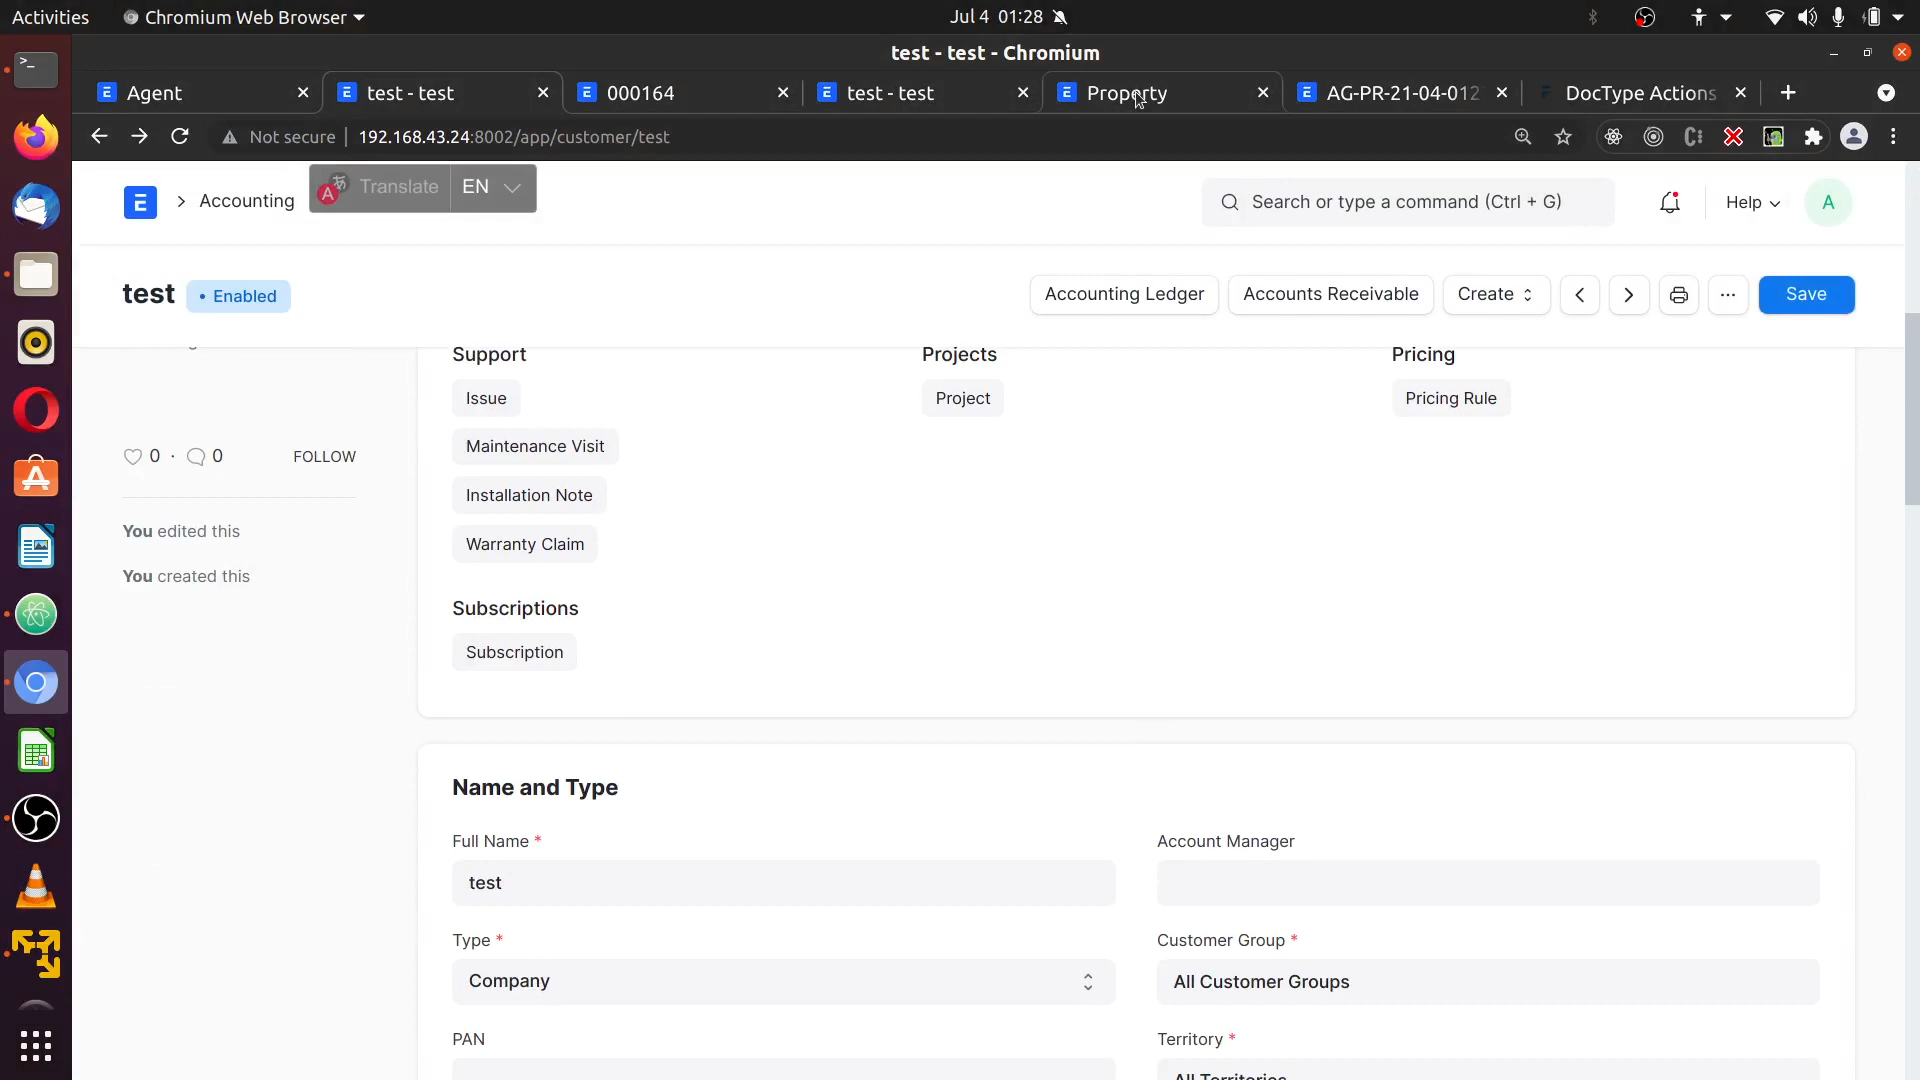 Activities
Chromium Web Browser
Jul 4 01:28
test - test - Chromium
Agent
test - test
000164
test - test
Property
AG-PR-21-04-012
DocType Actions
Not secure
192.168.43.24:8002/app/customer/test
Accounting
Translate
EN
Search or type a command (Ctrl + G)
Help
A
test
Enabled
Accounting Ledger
Accounts Receivable
Create
Save
Support
Projects
Pricing
Issue
Project
Pricing Rule
Maintenance Visit
0 · 0
FOLLOW
Installation Note
You edited this
Warranty Claim
You created this
Subscriptions
Subscription
Name and Type
Full Name *
Account Manager
test
Type *
Customer Group *
Company
All Customer Groups
PAN
Territory *
All Territories